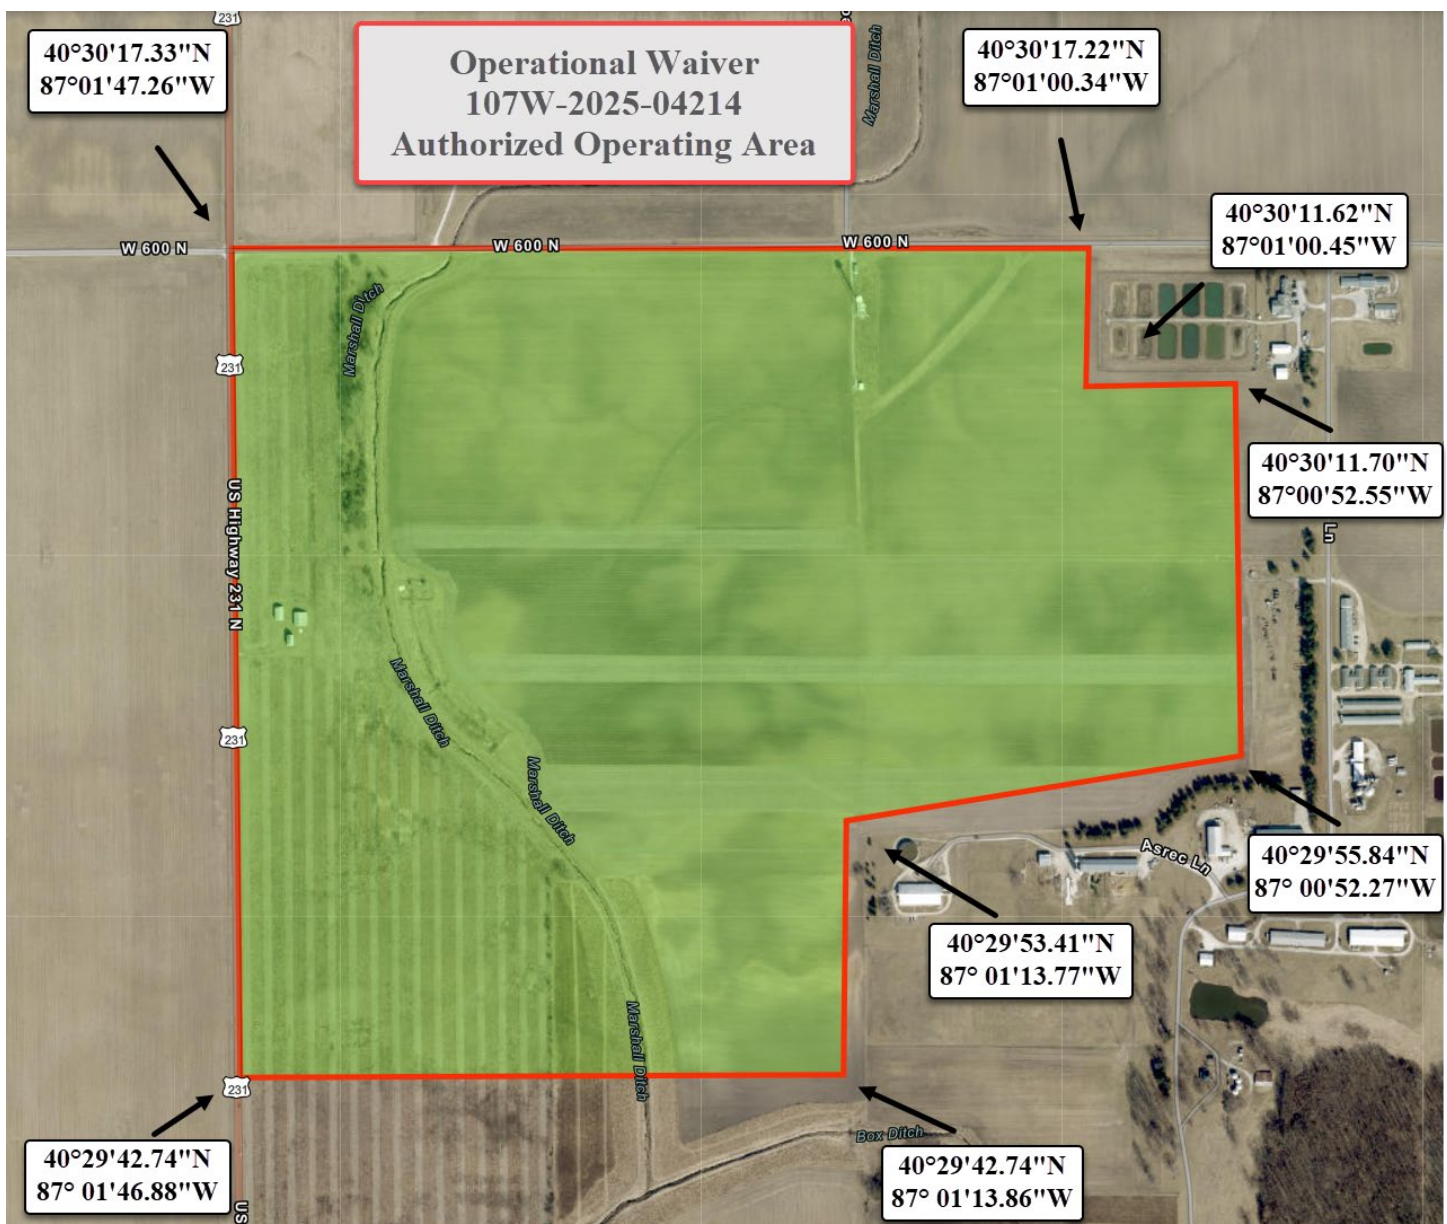 231
40°30'17.33"N
87°01'47.26"W
Operational Waiver
107W-2025-04214
Authorized Operating Area
Marshall Ditch
40°30'17.22"N
87°01'00.34"W
40°30'11.62"N
87°01'00.45"W
W 600 N
W 600 N
W 600 N
Marshall Ditch
231
40°30'11.70"N
87°00'52.55"W
US Highway 231 N
Ln
Marshall Ditch
231
Marshall Ditch
Asrec Ln
40°29'55.84"N
87° 00'52.27"W
40°29'53.41"N
87° 01'13.77"W
Marshall Ditch
231
Box Ditch
40°29'42.74"N
87° 01'46.88"W
40°29'42.74"N
87° 01'13.86"W
US